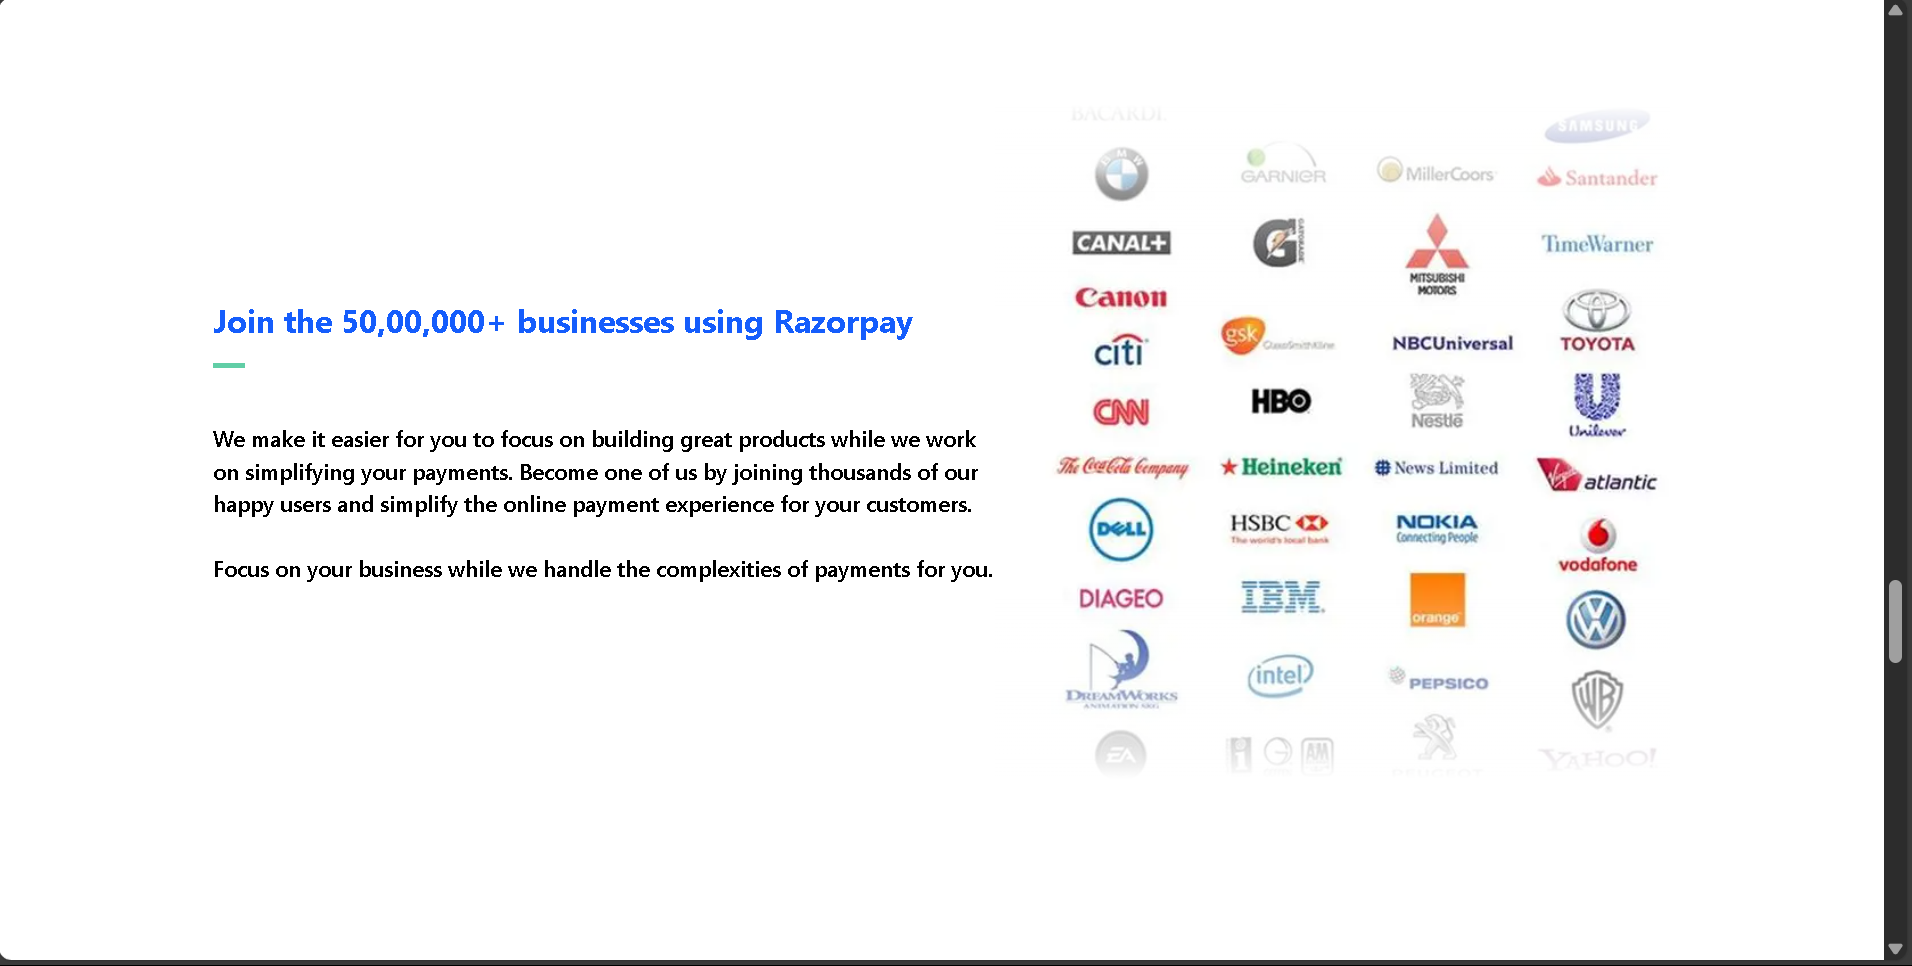 Join the 50,00,000+ businesses using Razorpay
We make it easier for you to focus on building great products while we work
on simplifying your payments. Become one of us by joining thousands of our
happy users and simplify the online payment experience for your customers.
Focus on your business while we handle the complexities of payments for you.
BACARDI
BMW
CANAL+
Canon
citi
CNN
The Coca-Cola Company
DELL
DIAGEO
DREAMWORKS
ANIMATION SKG
EA
GARNIER
G
GATORADE
gsk
GlaxoSmithKline
HBO
Heineken
HSBC
The world's local bank
IBM
intel
MillerCoors
MITSUBISHI
MOTORS
NBCUniversal
Nestlé
News Limited
NOKIA
Connecting People
orange
PEPSICO
PEUGEOT
SAMSUNG
Santander
TimeWarner
TOYOTA
Unilever
Virgin atlantic
vodafone
VW
WB
YAHOO!